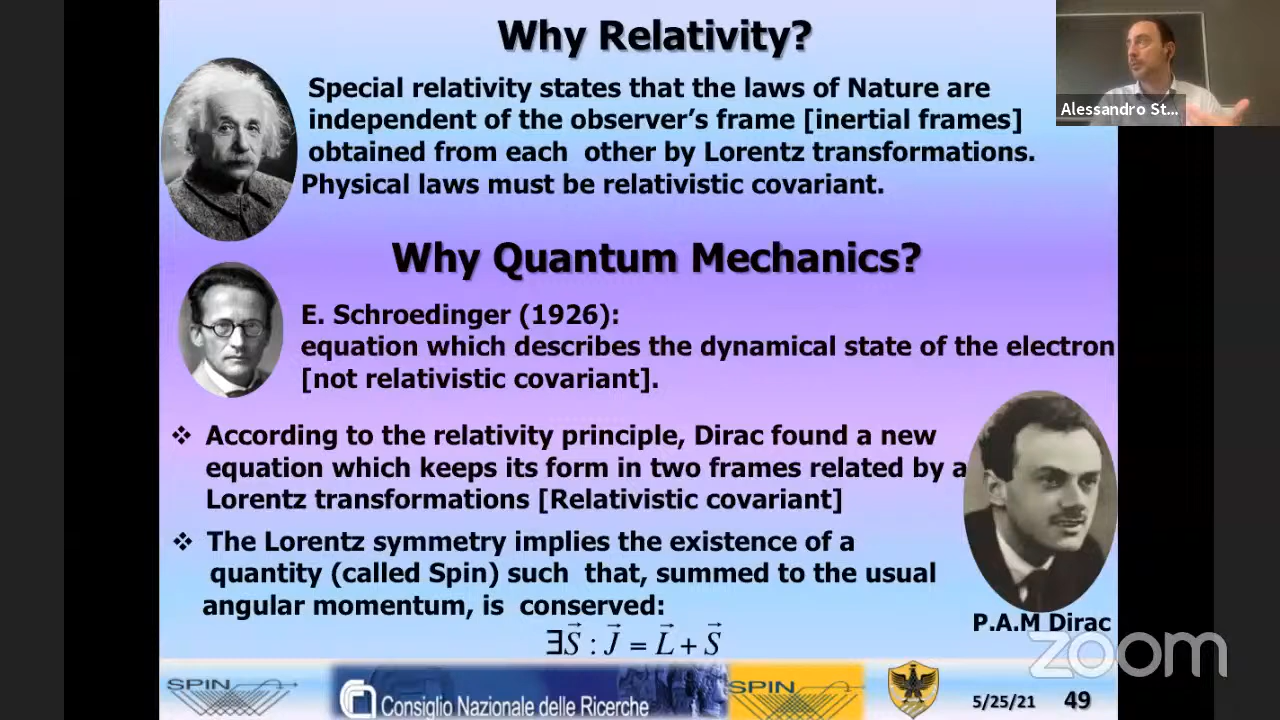 Why Relativity?
Special relativity states that the laws of Nature are
independent of the observer’s frame [inertial frames]
obtained from each other by Lorentz transformations.
Physical laws must be relativistic covariant.
Alessandro St...
Why Quantum Mechanics?
E. Schroedinger (1926):
equation which describes the dynamical state of the electron
[not relativistic covariant].
❖ According to the relativity principle, Dirac found a new
equation which keeps its form in two frames related by a
Lorentz transformations [Relativistic covariant]
❖ The Lorentz symmetry implies the existence of a
quantity (called Spin) such that, summed to the usual
angular momentum, is conserved:
∃S⃗ : J⃗ = L⃗ + S⃗
P.A.M Dirac
zoom
SPIN
Consiglio Nazionale delle Ricerche
SPIN
5/25/21 49